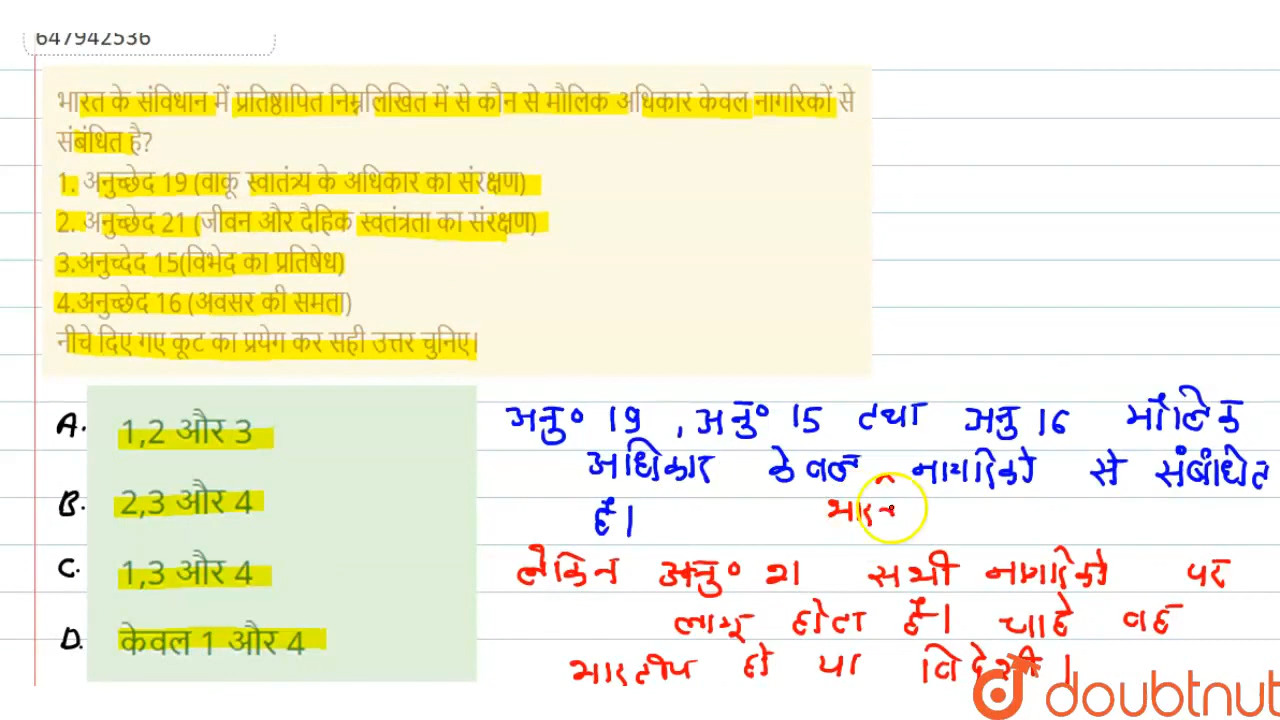 647942536
भारत के संविधान में प्रतिष्ठापित निम्नलिखित में से कौन से मौलिक अधिकार केवल नागरिकों से
संबंधित है?
1. अनुच्छेद 19 (वाकू स्वातंत्र्य के अधिकार का संरक्षण)
2. अनुच्छेद 21 (जीवन और दैहिक स्वतंत्रता का संरक्षण)
3.अनुच्देद 15(विभेद का प्रतिषेध)
4.अनुच्छेद 16 (अवसर की समता)
नीचे दिए गए कूट का प्रयेग कर सही उत्तर चुनिए।
A. 1,2 और 3
B. 2,3 और 4
C. 1,3 और 4
D. केवल 1 और 4
अनु० 19 , अनु० 15 तथा अनु 16 मौलिक
अधिकार केवल नागरिको से संबंधित
है।
भार
लेकिन अनु० 21 सभी नागरिको पर
लागू होता है। चाहे वह
भारतीय हो या विदेशी।
doubtnut